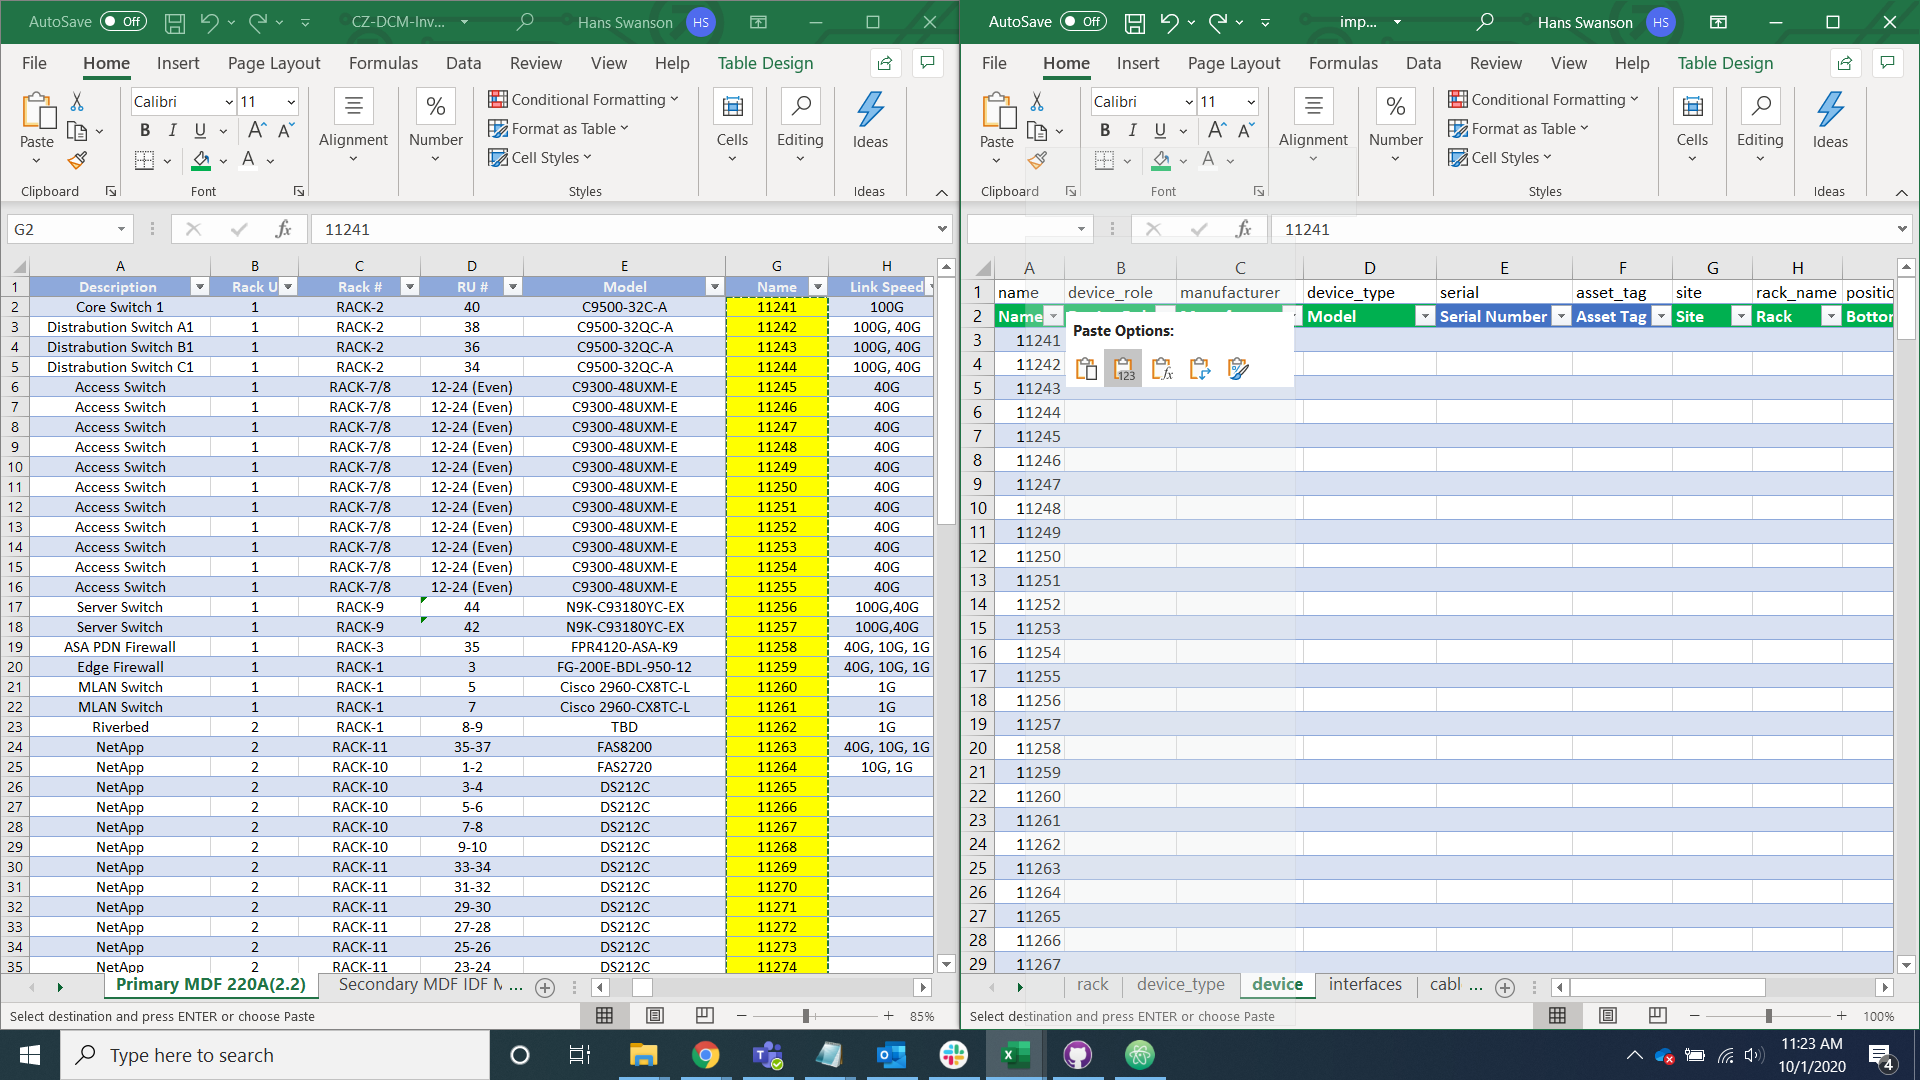 AutoSave Off CZ-DCM-Inv... Hans Swanson HS
File Home Insert Page Layout Formulas Data Review View Help Table Design
Paste Calibri 11 Alignment Number Conditional Formatting Format as Table Cell Styles Cells Editing Ideas
Clipboard Font Styles Ideas
G2 fx 11241
A B C D E G H
1 Description Rack U Rack # RU # Model Name Link Speed
2 Core Switch 1 1 RACK-2 40 C9500-32C-A 11241 100G
3 Distrabution Switch A1 1 RACK-2 38 C9500-32QC-A 11242 100G, 40G
4 Distrabution Switch B1 1 RACK-2 36 C9500-32QC-A 11243 100G, 40G
5 Distrabution Switch C1 1 RACK-2 34 C9500-32QC-A 11244 100G, 40G
6 Access Switch 1 RACK-7/8 12-24 (Even) C9300-48UXM-E 11245 40G
7 Access Switch 1 RACK-7/8 12-24 (Even) C9300-48UXM-E 11246 40G
8 Access Switch 1 RACK-7/8 12-24 (Even) C9300-48UXM-E 11247 40G
9 Access Switch 1 RACK-7/8 12-24 (Even) C9300-48UXM-E 11248 40G
10 Access Switch 1 RACK-7/8 12-24 (Even) C9300-48UXM-E 11249 40G
11 Access Switch 1 RACK-7/8 12-24 (Even) C9300-48UXM-E 11250 40G
12 Access Switch 1 RACK-7/8 12-24 (Even) C9300-48UXM-E 11251 40G
13 Access Switch 1 RACK-7/8 12-24 (Even) C9300-48UXM-E 11252 40G
14 Access Switch 1 RACK-7/8 12-24 (Even) C9300-48UXM-E 11253 40G
15 Access Switch 1 RACK-7/8 12-24 (Even) C9300-48UXM-E 11254 40G
16 Access Switch 1 RACK-7/8 12-24 (Even) C9300-48UXM-E 11255 40G
17 Server Switch 1 RACK-9 44 N9K-C93180YC-EX 11256 100G,40G
18 Server Switch 1 RACK-9 42 N9K-C93180YC-EX 11257 100G,40G
19 ASA PDN Firewall 1 RACK-3 35 FPR4120-ASA-K9 11258 40G, 10G, 1G
20 Edge Firewall 1 RACK-1 3 FG-200E-BDL-950-12 11259 40G, 10G, 1G
21 MLAN Switch 1 RACK-1 5 Cisco 2960-CX8TC-L 11260 1G
22 MLAN Switch 1 RACK-1 7 Cisco 2960-CX8TC-L 11261 1G
23 Riverbed 2 RACK-1 8-9 TBD 11262 1G
24 NetApp 2 RACK-11 35-37 FAS8200 11263 40G, 10G, 1G
25 NetApp 2 RACK-10 1-2 FAS2720 11264 10G, 1G
26 NetApp 2 RACK-10 3-4 DS212C 11265
27 NetApp 2 RACK-10 5-6 DS212C 11266
28 NetApp 2 RACK-10 7-8 DS212C 11267
29 NetApp 2 RACK-10 9-10 DS212C 11268
30 NetApp 2 RACK-11 33-34 DS212C 11269
31 NetApp 2 RACK-11 31-32 DS212C 11270
32 NetApp 2 RACK-11 29-30 DS212C 11271
33 NetApp 2 RACK-11 27-28 DS212C 11272
34 NetApp 2 RACK-11 25-26 DS212C 11273
35 NetApp 2 RACK-11 23-24 DS212C 11274
Primary MDF 220A(2.2) Secondary MDF IDF M ...
Select destination and press ENTER or choose Paste 85%
AutoSave Off imp... Hans Swanson HS
File Home Insert Page Layout Formulas Data Review View Help Table Design
Paste Calibri 11 Alignment Number Conditional Formatting Format as Table Cell Styles Cells Editing Ideas
Clipboard Font Styles Ideas
fx 11241
A B C D E F G H
1 name device_role manufacturer device_type serial asset_tag site rack_name positio
2 Name Model Serial Number Asset Tag Site Rack Bottor
Paste Options:
3 11241
4 11242
5 11243
6 11244
7 11245
8 11246
9 11247
10 11248
11 11249
12 11250
13 11251
14 11252
15 11253
16 11254
17 11255
18 11256
19 11257
20 11258
21 11259
22 11260
23 11261
24 11262
25 11263
26 11264
27 11265
28 11266
29 11267
rack device_type device interfaces cabl ...
Select destination and press ENTER or choose Paste 100%
Type here to search
11:23 AM
10/1/2020
4